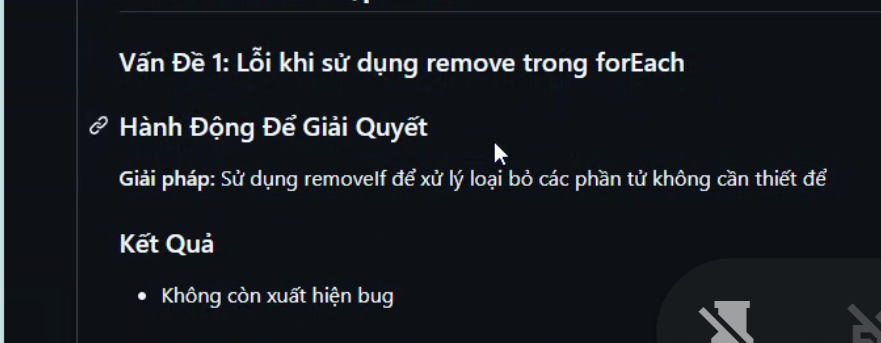 Vấn Đề 1: Lỗi khi sử dụng remove trong forEach
Hành Động Để Giải Quyết
Giải pháp: Sử dụng removeIf để xử lý loại bỏ các phần tử không cần thiết để
Kết Quả
Không còn xuất hiện bug